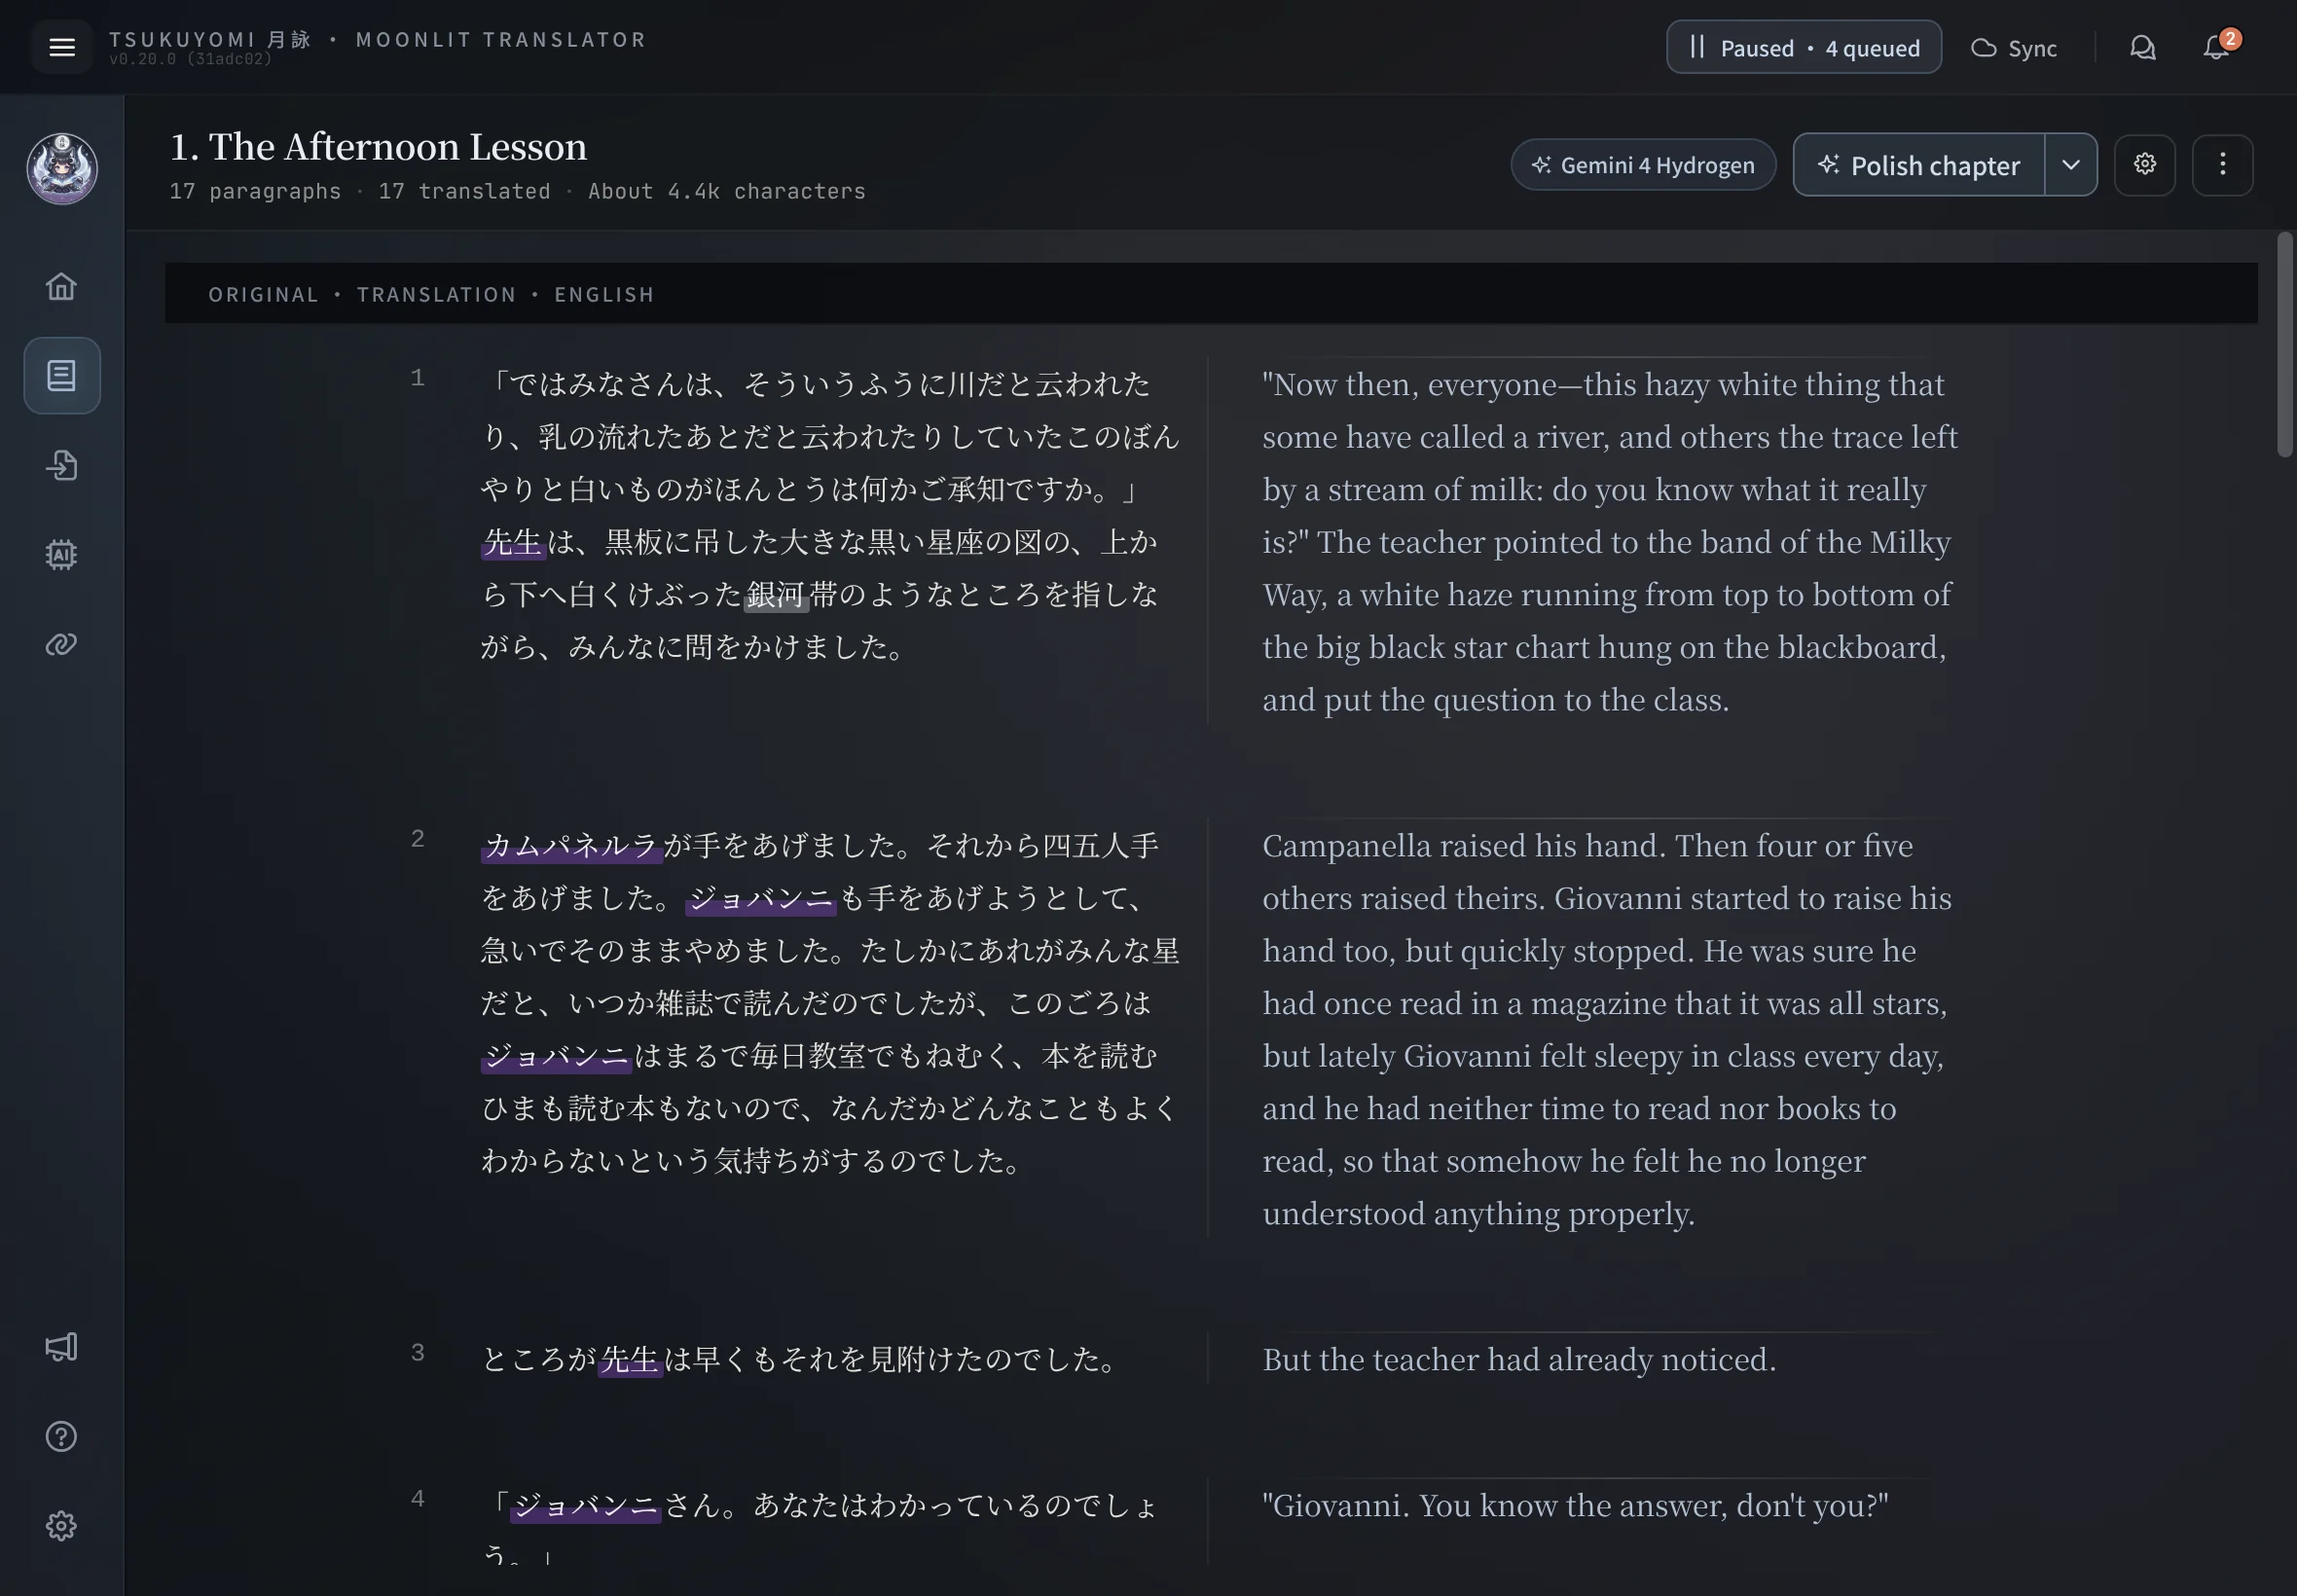 TSUKUYOMI 月詠 • MOONLIT TRANSLATOR
v0.20.0 (31adc02)
Paused • 4 queued
Sync
2
1. The Afternoon Lesson
17 paragraphs · 17 translated · About 4.4k characters
Gemini 4 Hydrogen
Polish chapter
AI
ORIGINAL • TRANSLATION • ENGLISH
1
「ではみなさんは、そういうふうに川だと云われた
り、乳の流れたあとだと云われたりしていたこのぼん
やりと白いものがほんとうは何かご承知ですか。」
先生は、黒板に吊した大きな黒い星座の図の、上か
ら下へ白くけぶった銀河帯のようなところを指しな
がら、みんなに問をかけました。
"Now then, everyone—this hazy white thing that
some have called a river, and others the trace left
by a stream of milk: do you know what it really
is?" The teacher pointed to the band of the Milky
Way, a white haze running from top to bottom of
the big black star chart hung on the blackboard,
and put the question to the class.
2
カムパネルラが手をあげました。それから四五人手
をあげました。ジョバンニも手をあげようとして、
急いでそのままやめました。たしかにあれがみんな星
だと、いつか雑誌で読んだのでしたが、このごろは
ジョバンニはまるで毎日教室でもねむく、本を読む
ひまも読む本もないので、なんだかどんなこともよく
わからないという気持ちがするのでした。
Campanella raised his hand. Then four or five
others raised theirs. Giovanni started to raise his
hand too, but quickly stopped. He was sure he
had once read in a magazine that it was all stars,
but lately Giovanni felt sleepy in class every day,
and he had neither time to read nor books to
read, so that somehow he felt he no longer
understood anything properly.
3
ところが先生は早くもそれを見附けたのでした。
But the teacher had already noticed.
4
「ジョバンニさん。あなたはわかっているのでしょ
う。」
"Giovanni. You know the answer, don't you?"